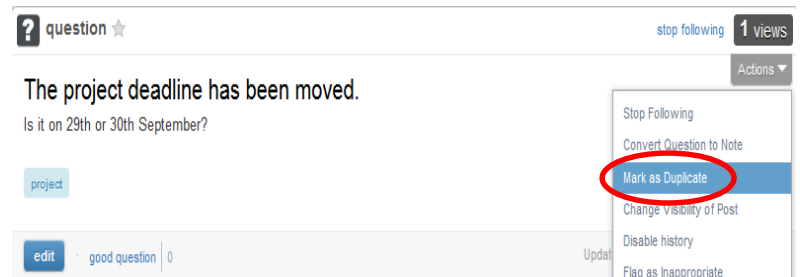 ? question stop following 1 views
Actions
The project deadline has been moved.
Is it on 29th or 30th September?
Stop Following
Convert Question to Note
project
Mark as Duplicate
Change Visibility of Post
Disable history
edit · good question 0 Updat
Flag as Inappropriate